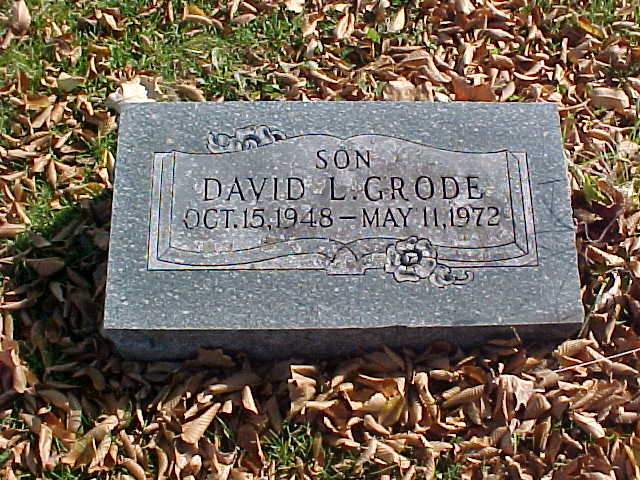 SON
DAVID L. GRODE
OCT. 15, 1948 – MAY 11, 1972